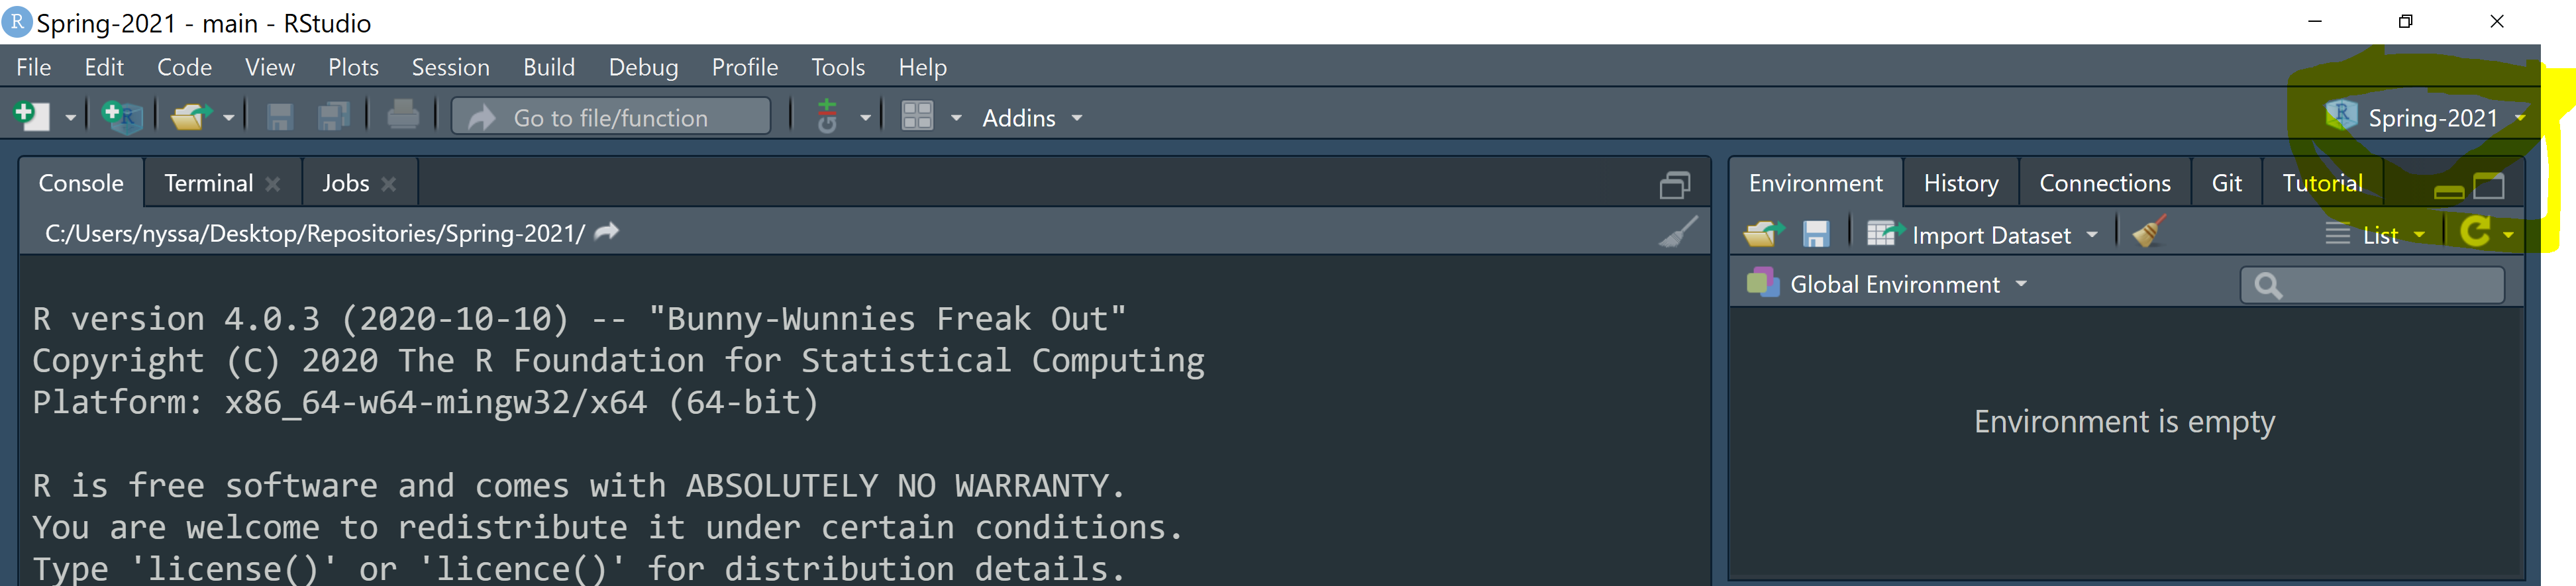 Spring-2021 - main - RStudio
File Edit Code View Plots Session Build Debug Profile Tools Help
Go to file/function Addins Spring-2021
Console Terminal Jobs
Environment History Connections Git Tutorial
C:/Users/nyssa/Desktop/Repositories/Spring-2021/
Import Dataset List
Global Environment
R version 4.0.3 (2020-10-10) -- "Bunny-Wunnies Freak Out"
Copyright (C) 2020 The R Foundation for Statistical Computing
Platform: x86_64-w64-mingw32/x64 (64-bit)
Environment is empty
R is free software and comes with ABSOLUTELY NO WARRANTY.
You are welcome to redistribute it under certain conditions.
Type 'license()' or 'licence()' for distribution details.